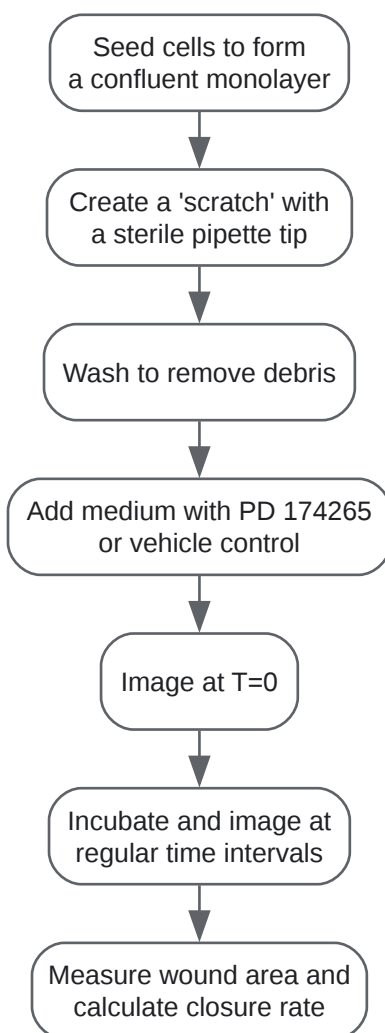 Seed cells to form
a confluent monolayer
Create a 'scratch' with
a sterile pipette tip
Wash to remove debris
Add medium with PD 174265
or vehicle control
Image at T=0
Incubate and image at
regular time intervals
Measure wound area and
calculate closure rate